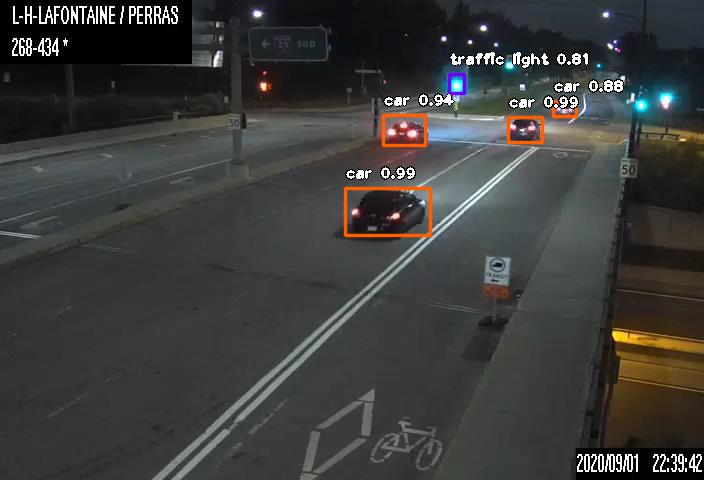 L-H-LAFONTAINE / PERRAS
268-434 *
25 SUD
traffic light 0.81
car 0.88
car 0.94
car 0.99
50
car 0.99
50
TRANSIT
2020/09/01 22:39:42